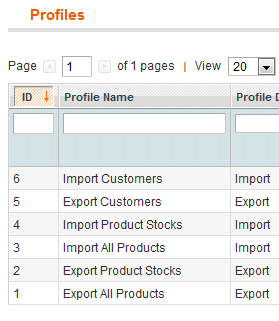 Profiles
Page 1 of 1 pages | View 20
ID Profile Name Profile D
6 Import Customers Import
5 Export Customers Export
4 Import Product Stocks Import
3 Import All Products Import
2 Export Product Stocks Export
1 Export All Products Export